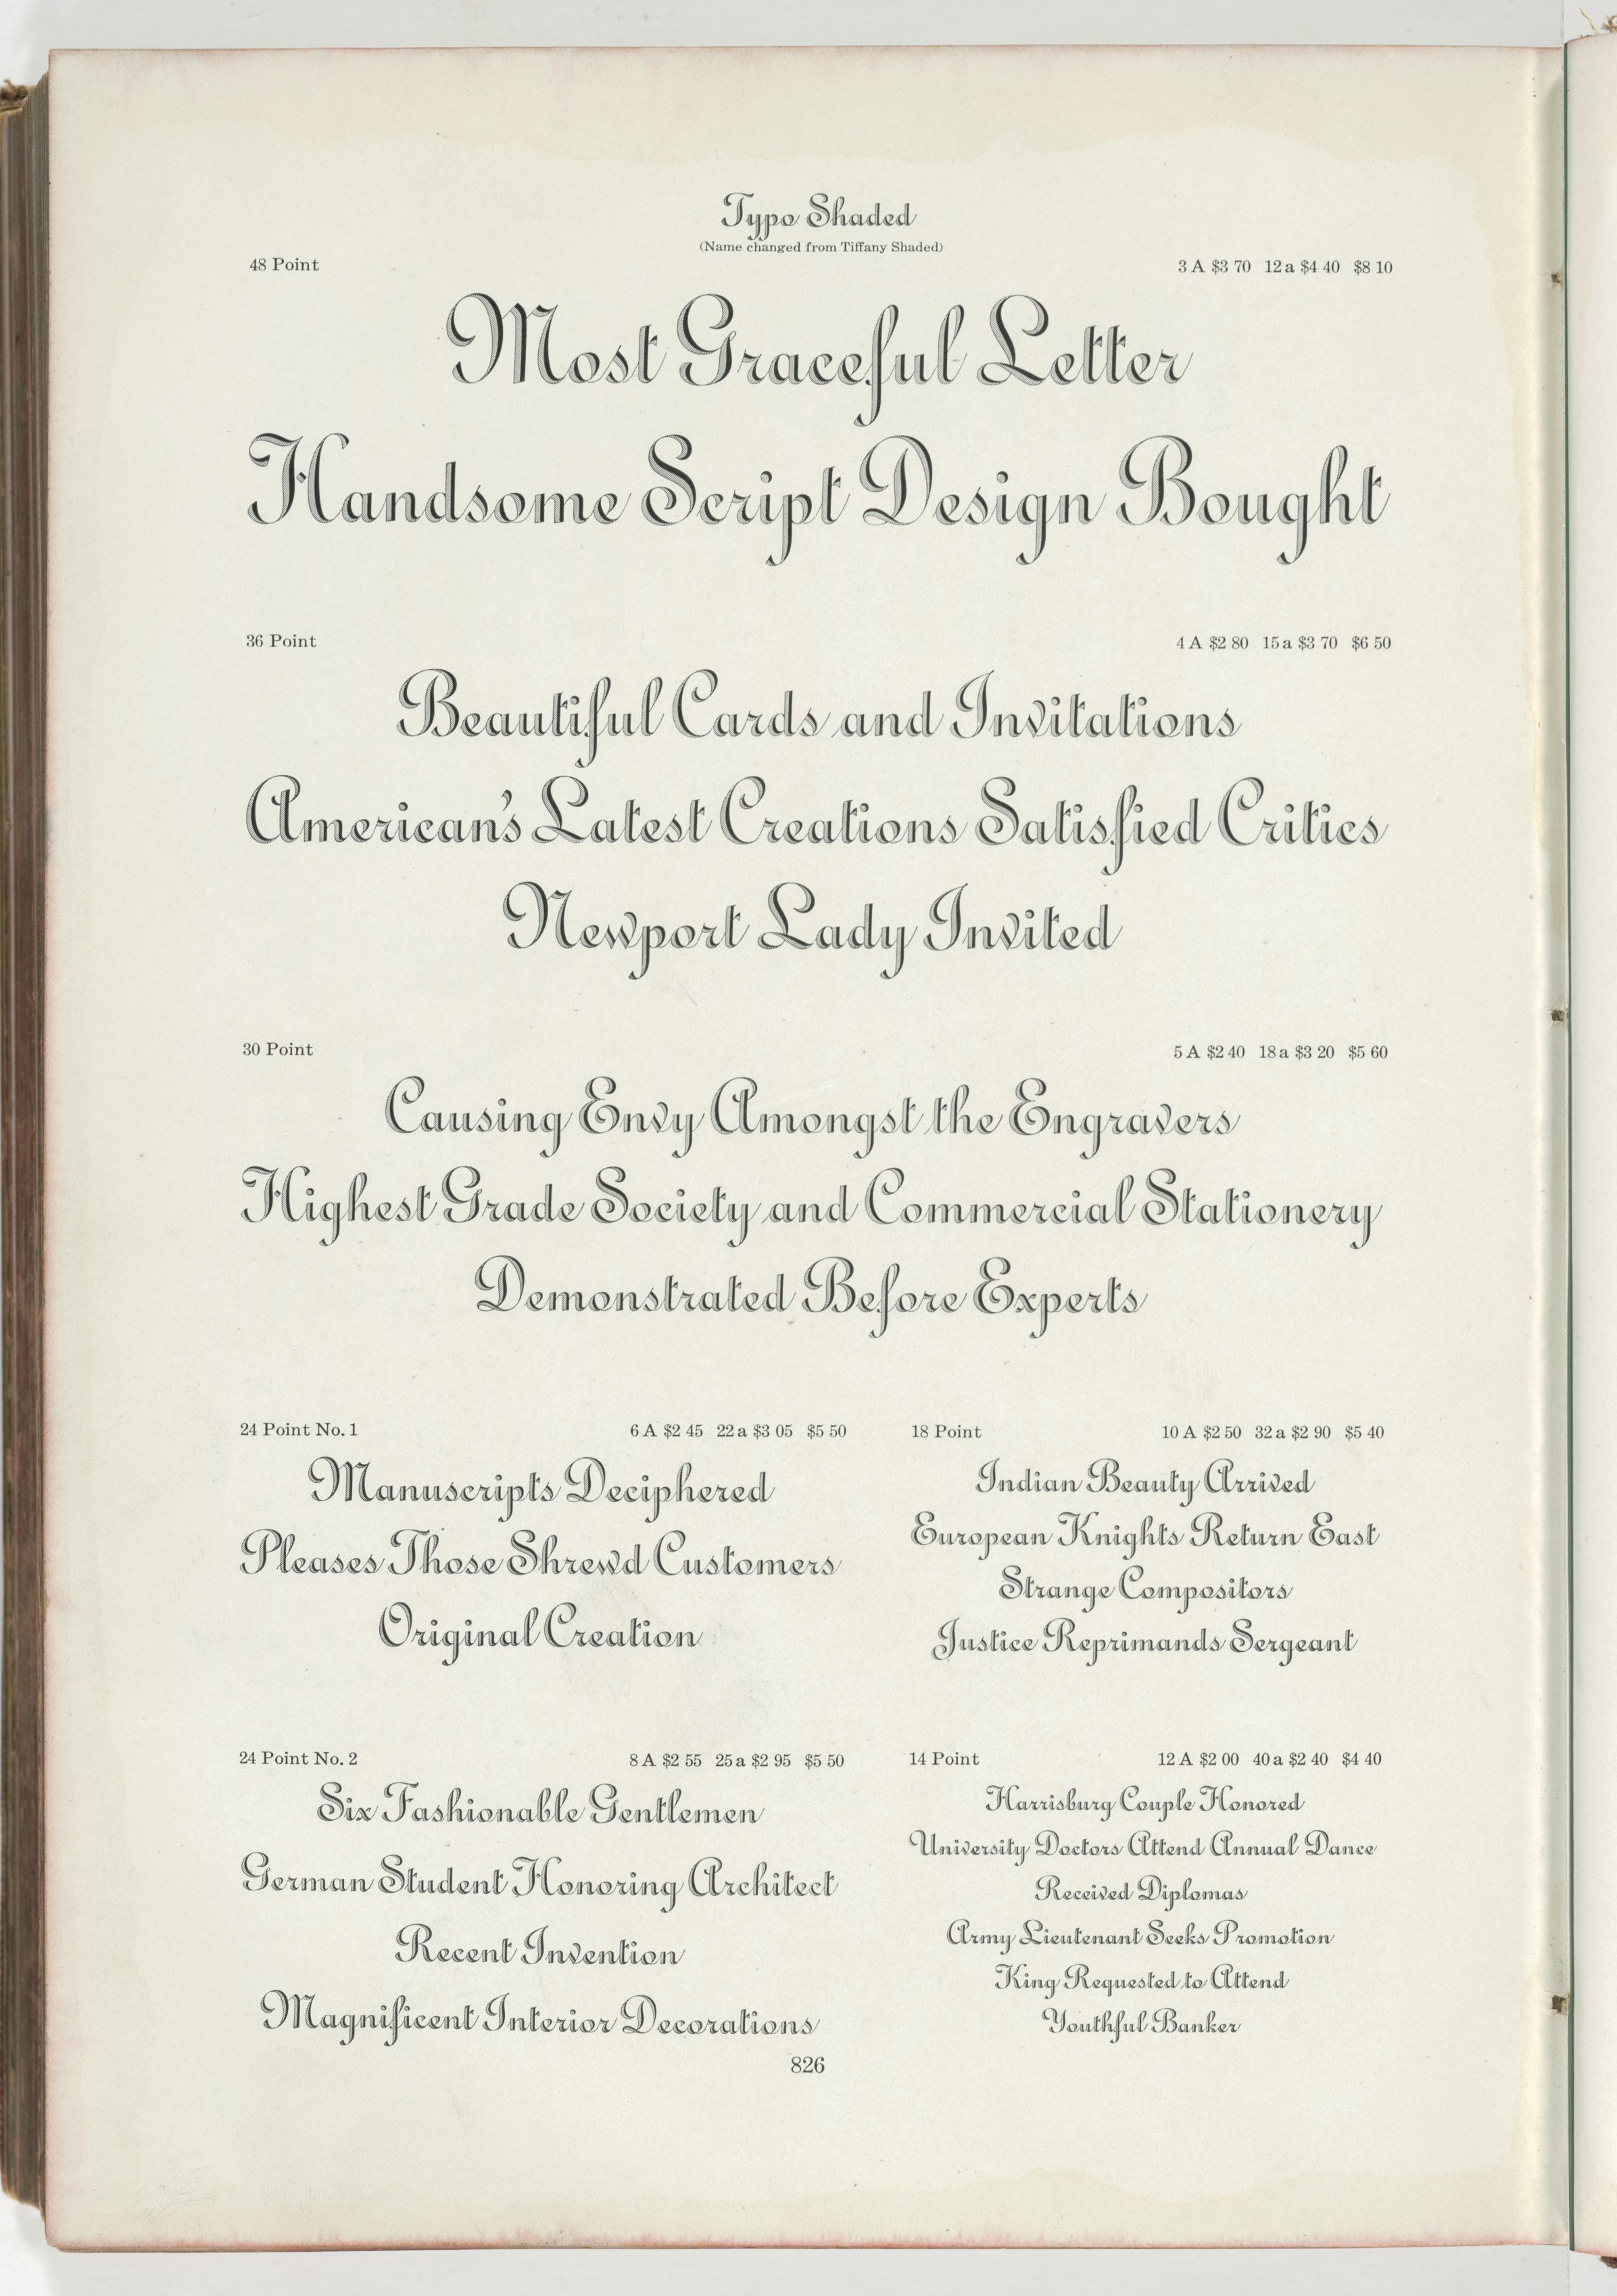 Typo Shaded
(Name changed from Tiffany Shaded)
48 Point 3 A $3 70 12 a $4 40 $8 10
Most Graceful Letter
Handsome Script Design Bought
36 Point 4 A $2 80 15 a $3 70 $6 50
Beautiful Cards and Invitations
American's Latest Creations Satisfied Critics
Newport Lady Invited
30 Point 5 A $2 40 18 a $3 20 $5 60
Causing Envy Amongst the Engravers
Highest Grade Society and Commercial Stationery
Demonstrated Before Experts
24 Point No. 1 6 A $2 45 22 a $3 05 $5 50
Manuscripts Deciphered
Pleases Those Shrewd Customers
Original Creation
18 Point 10 A $2 50 32 a $2 90 $5 40
Indian Beauty Arrived
European Knights Return East
Strange Compositors
Justice Reprimands Sergeant
24 Point No. 2 8 A $2 55 25 a $2 95 $5 50
Six Fashionable Gentlemen
German Student Honoring Architect
Recent Invention
Magnificent Interior Decorations
14 Point 12 A $2 00 40 a $2 40 $4 40
Harrisburg Couple Honored
University Doctors Attend Annual Dance
Received Diplomas
Army Lieutenant Seeks Promotion
King Requested to Attend
Youthful Banker
826